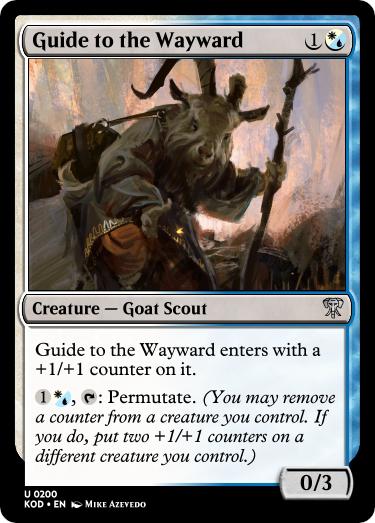 Guide to the Wayward 1
Creature — Goat Scout
Guide to the Wayward enters with a
+1/+1 counter on it.
1, : Permutate. (You may remove
a counter from a creature you control. If
you do, put two +1/+1 counters on a
different creature you control.)
0/3
U 0200
KOD • EN Mike Azevedo